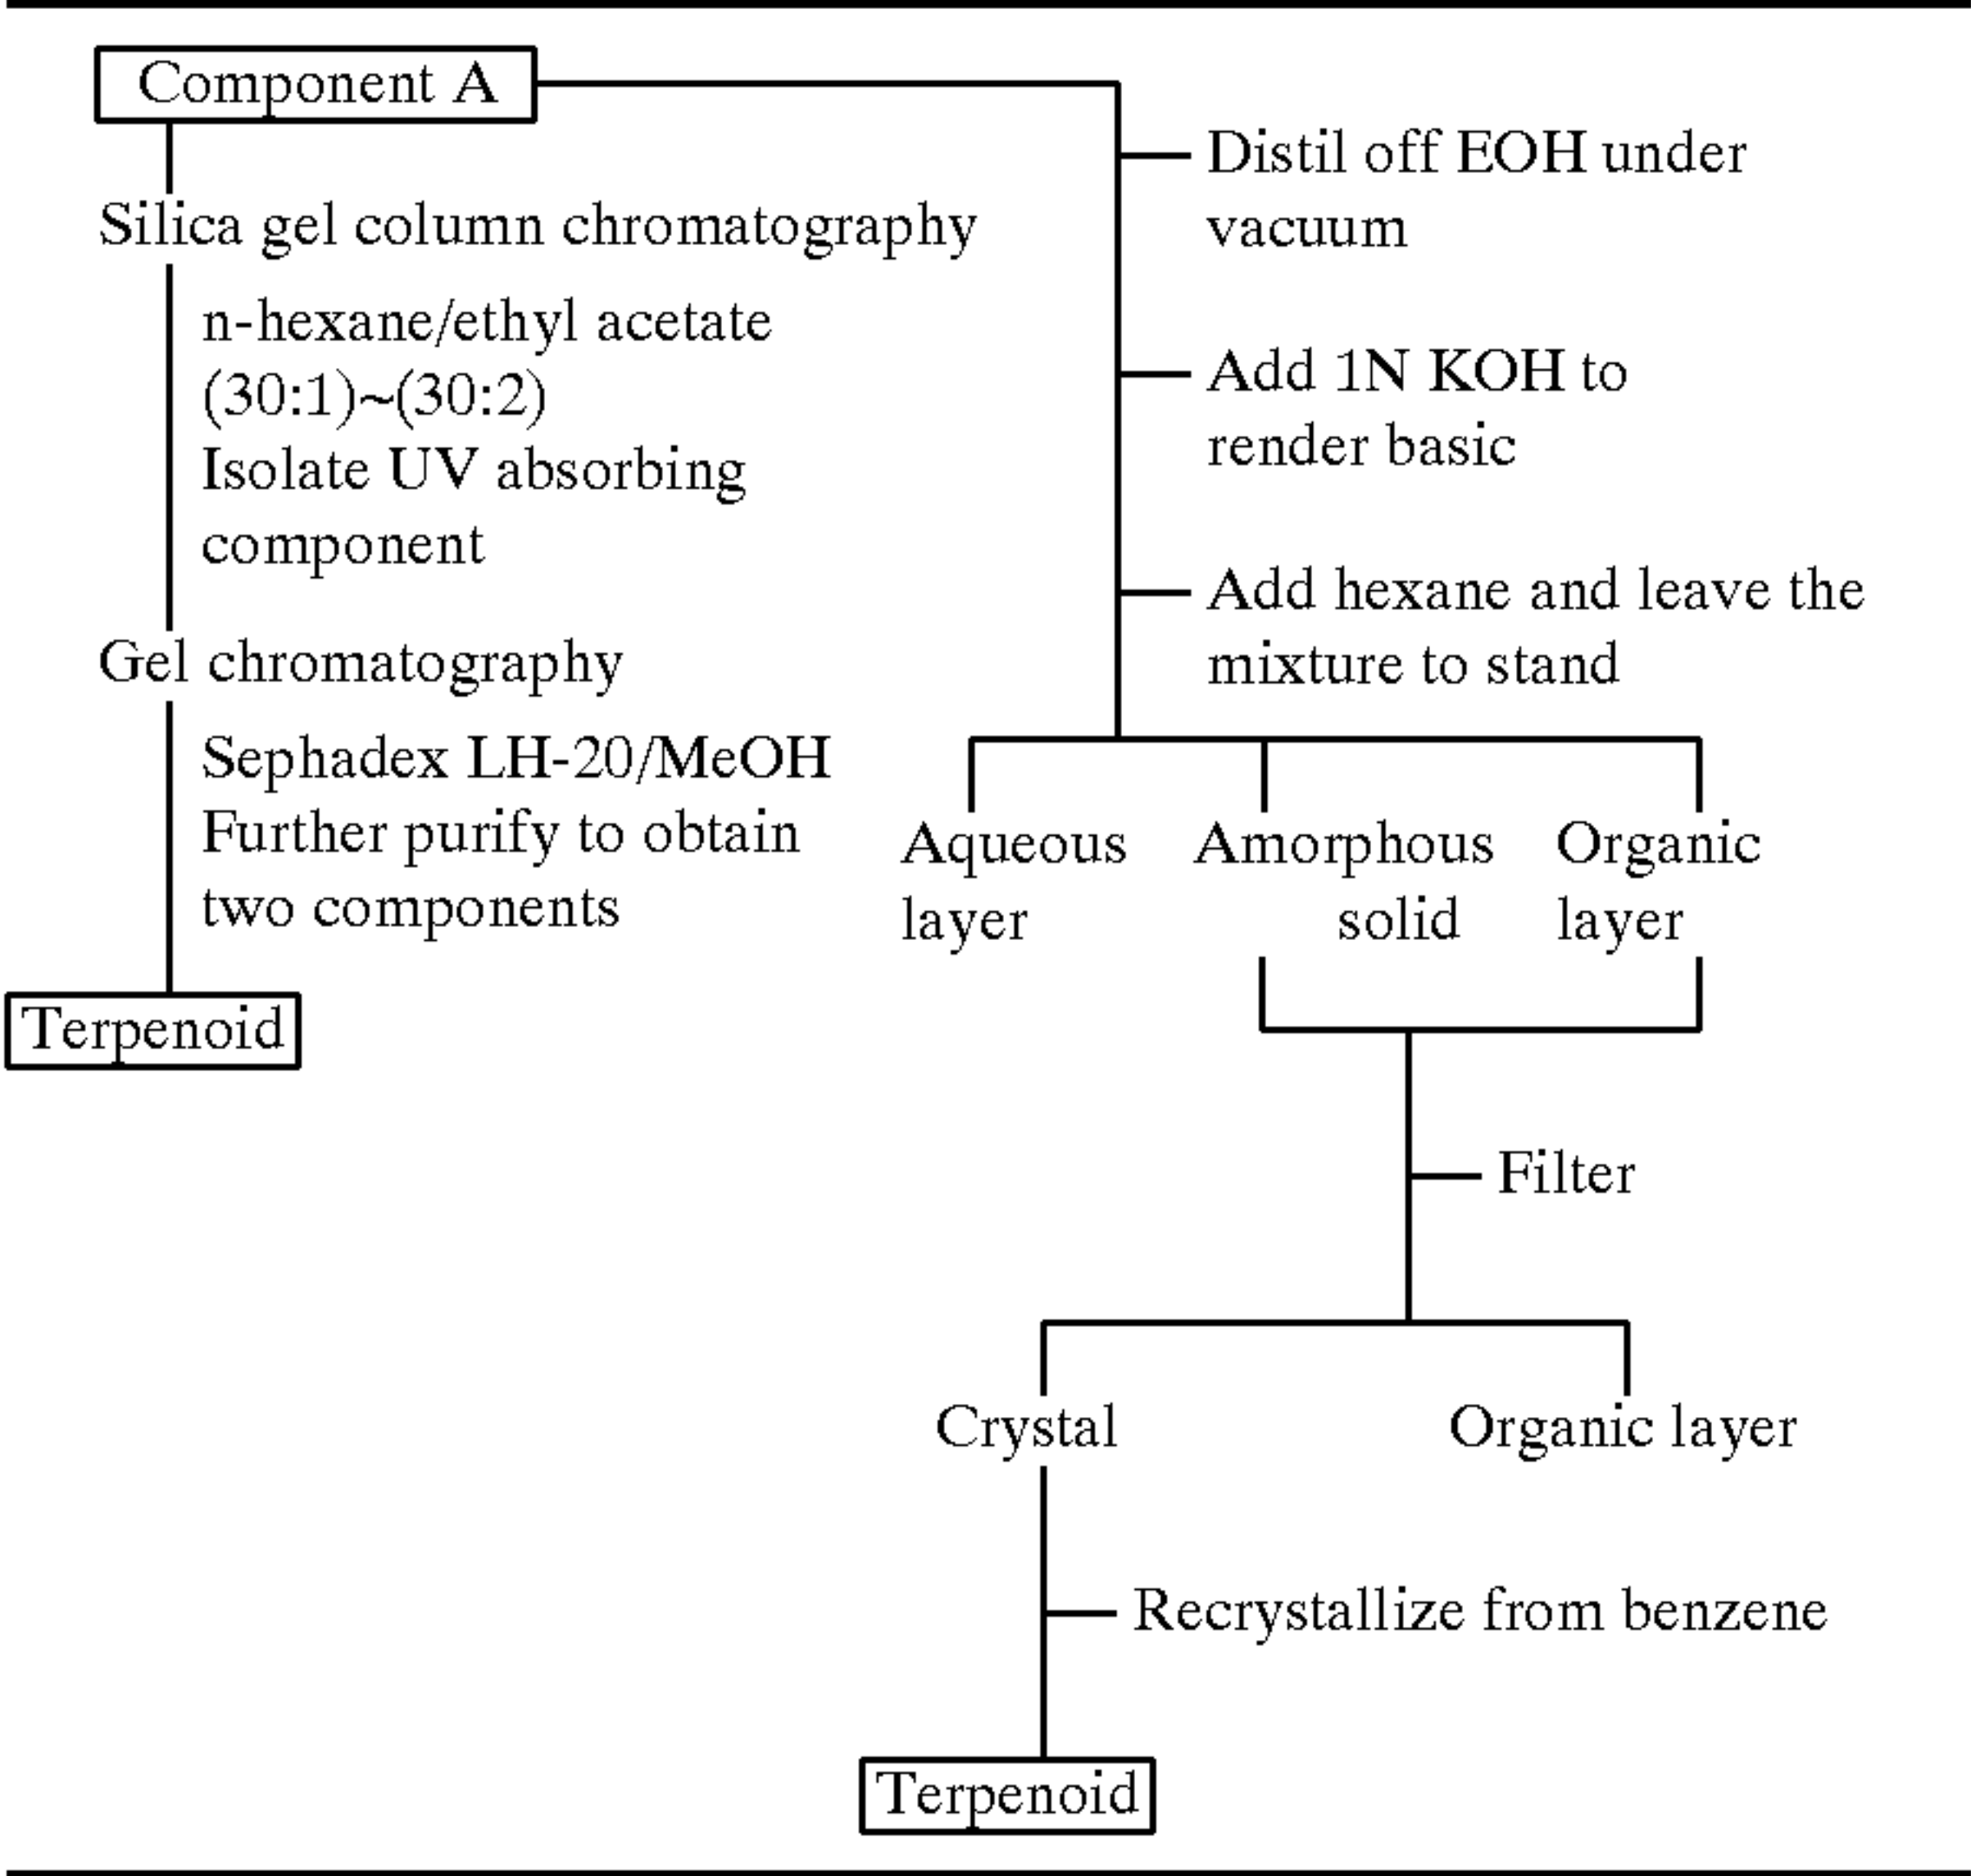 Component A
Silica gel column chromatography
n-hexane/ethyl acetate
(30:1)~(30:2)
Isolate UV absorbing
component
Gel chromatography
Sephadex LH-20/MeOH
Further purify to obtain
two components
Terpenoid
Distil off EOH under
vacuum
Add 1N KOH to
render basic
Add hexane and leave the
mixture to stand
Aqueous
layer
Amorphous
solid
Organic
layer
Filter
Crystal
Organic layer
Recrystallize from benzene
Terpenoid